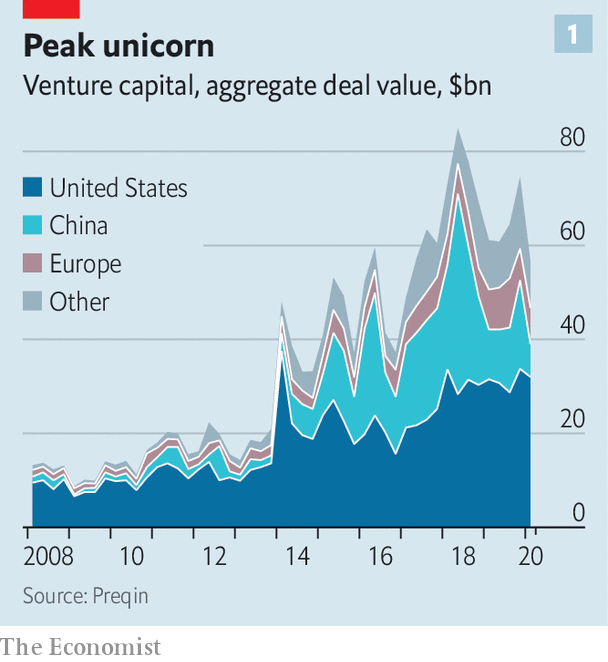 Peak unicorn
1
Venture capital, aggregate deal value, $bn
80
United States
China
60
Europe
Other
40
20
0
2008 10 12 14 16 18 20
Source: Preqin
The Economist